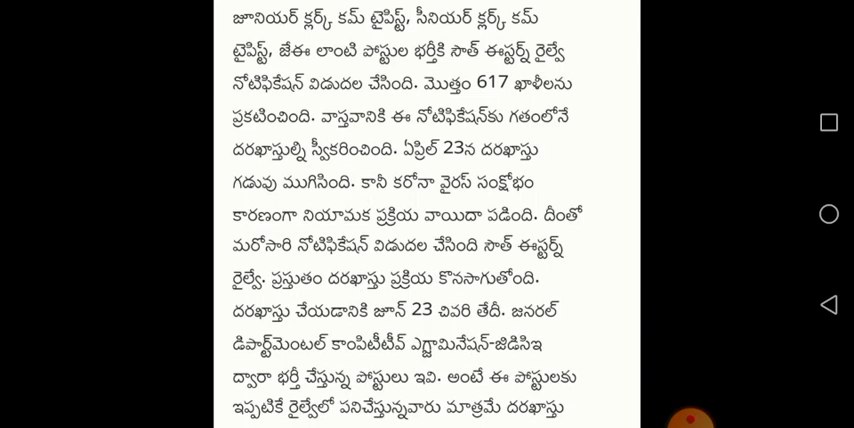 జూనియర్ క్లర్క్ కమ్ టైపిస్ట్, సీనియర్ క్లర్క్ కమ్
టైపిస్ట్, జేఈ లాంటి పోస్టుల భర్తీకి సౌత్ ఈస్టర్న్ రైల్వే
నోటిఫికేషన్ విడుదల చేసింది. మొత్తం 617 ఖాళీలను
ప్రకటించింది. వాస్తవానికి ఈ నోటిఫికేషన్‌కు గతంలోనే
దరఖాస్తుల్ని స్వీకరించింది. ఏప్రిల్ 23న దరఖాస్తు
గడువు ముగిసింది. కానీ కరోనా వైరస్ సంక్షోభం
కారణంగా నియామక ప్రక్రియ వాయిదా పడింది. దీంతో
మరోసారి నోటిఫికేషన్ విడుదల చేసింది సౌత్ ఈస్టర్న్
రైల్వే. ప్రస్తుతం దరఖాస్తు ప్రక్రియ కొనసాగుతోంది.
దరఖాస్తు చేయడానికి జూన్ 23 చివరి తేదీ. జనరల్
డిపార్ట్‌మెంటల్ కాంపిటీటీవ్ ఎగ్జామినేషన్-జిడిసిఇ
ద్వారా భర్తీ చేస్తున్న పోస్టులు ఇవి. అంటే ఈ పోస్టులకు
ఇప్పటికే రైల్వేలో పనిచేస్తున్నవారు మాత్రమే దరఖాస్తు